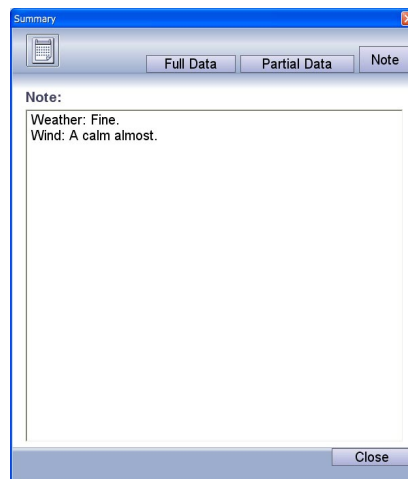 Summary
Full Data
Partial Data
Note
Note:
Weather: Fine.
Wind: A calm almost.
Close